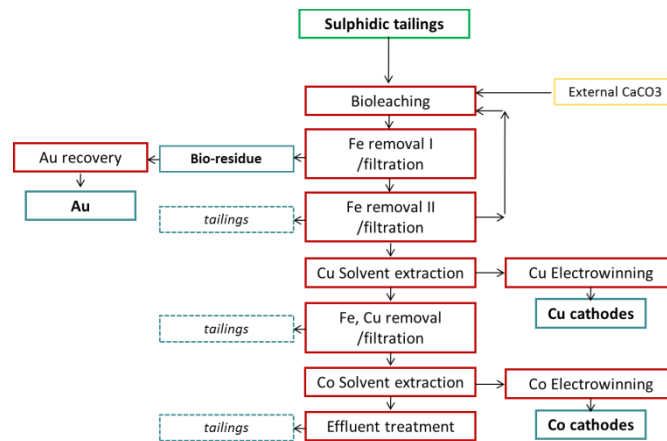 Sulphidic tailings
External CaCO3
Bioleaching
Au recovery
Bio-residue
Fe removal I
/filtration
Au
tailings
Fe removal II
/filtration
Cu Solvent extraction
Cu Electrowinning
Cu cathodes
tailings
Fe, Cu removal
/filtration
Co Solvent extraction
Co Electrowinning
tailings
Effluent treatment
Co cathodes